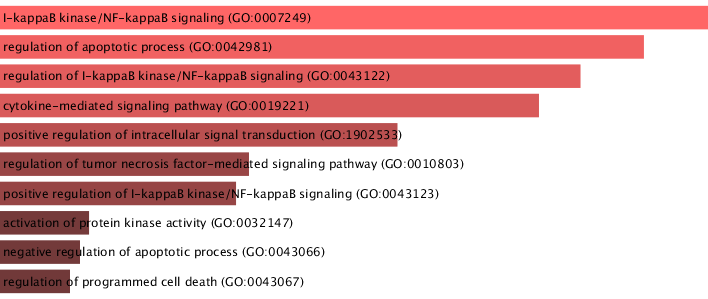 I-kappaB kinase/NF-kappaB signaling (GO:0007249)
regulation of apoptotic process (GO:0042981)
regulation of I-kappaB kinase/NF-kappaB signaling (GO:0043122)
cytokine-mediated signaling pathway (GO:0019221)
positive regulation of intracellular signal transduction (GO:1902533)
regulation of tumor necrosis factor-mediated signaling pathway (GO:0010803)
positive regulation of I-kappaB kinase/NF-kappaB signaling (GO:0043123)
activation of protein kinase activity (GO:0032147)
negative regulation of apoptotic process (GO:0043066)
regulation of programmed cell death (GO:0043067)